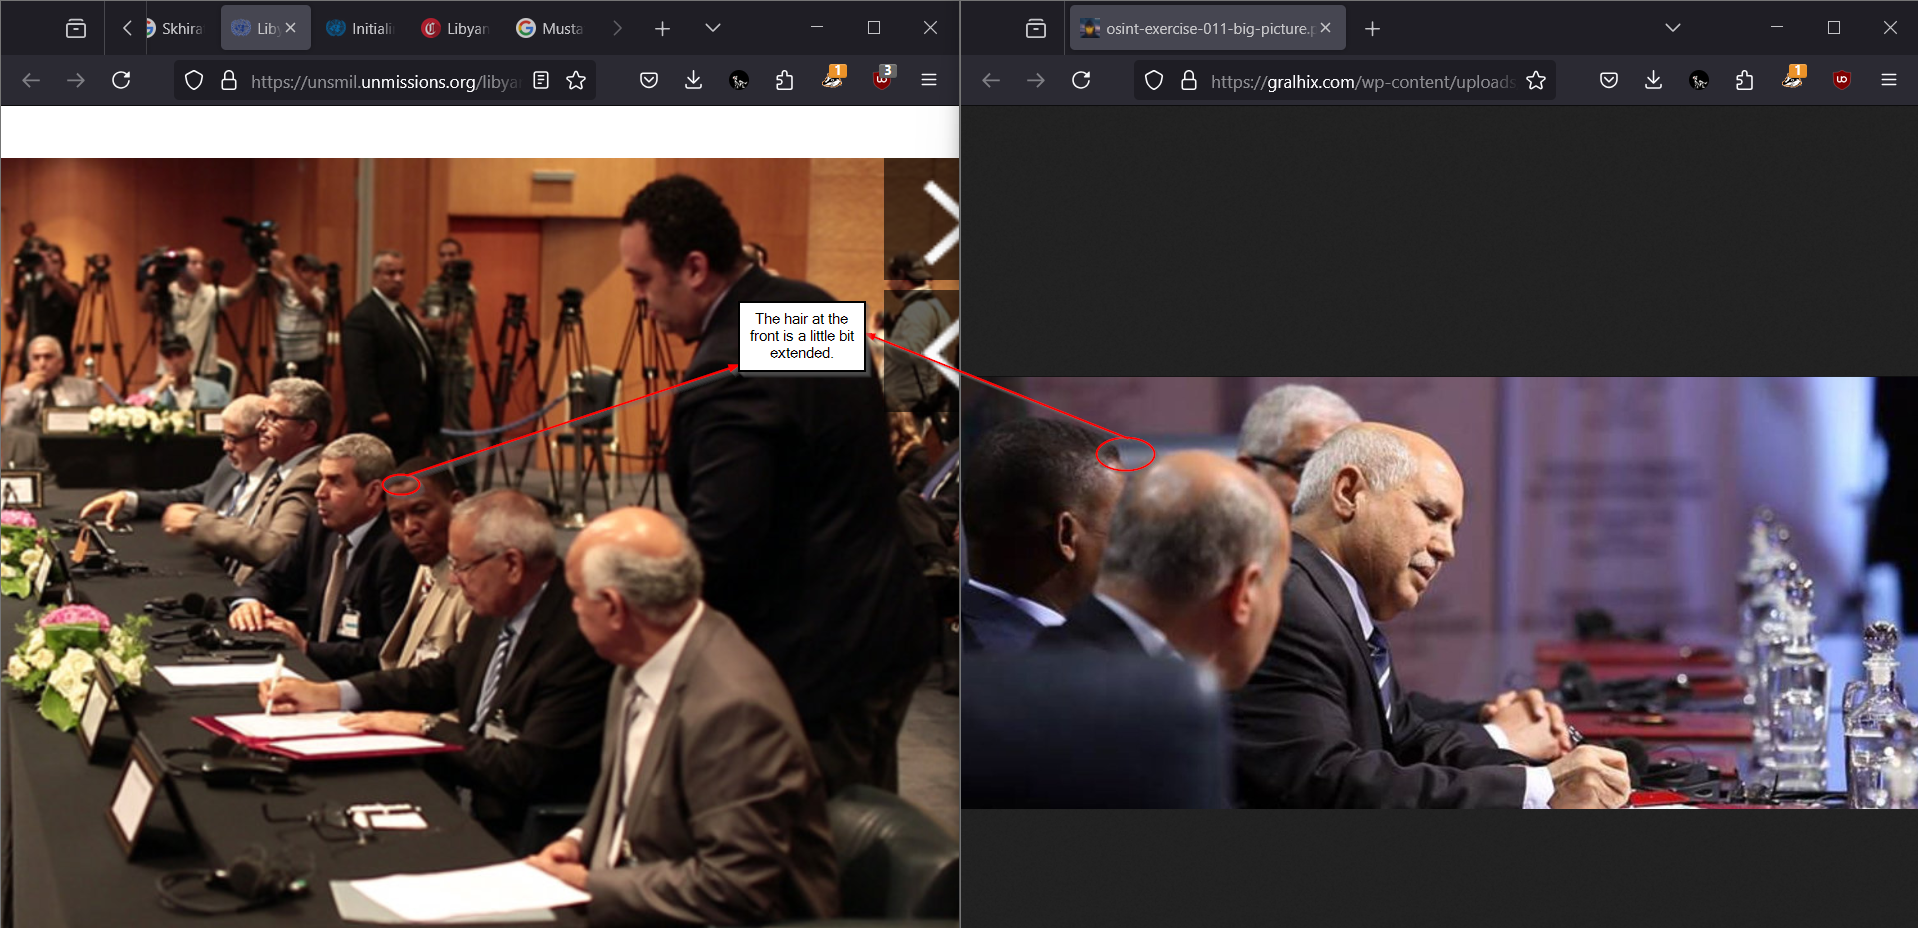 Skhira
Lib
Initiali
Libyan
Musta
https://unsmil.unmissions.org/libya
1
3
osint-exercise-011-big-picture.p
https://gralhix.com/wp-content/uploads
1
The hair at the
front is a little bit
extended.